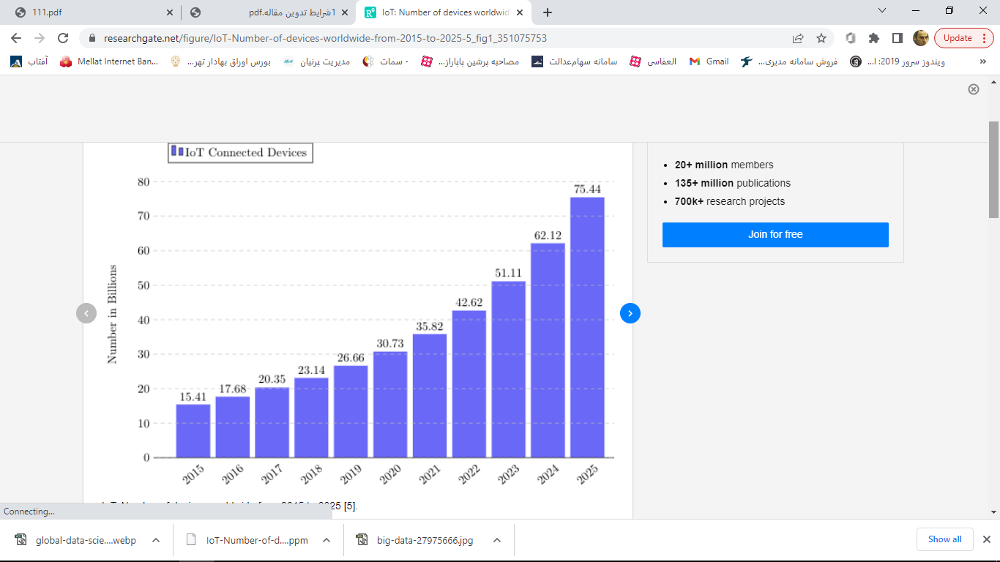 111.pdf
1شرایط تدوین مقاله.pdf
IoT: Number of devices worldwid
researchgate.net/figure/IoT-Number-of-devices-worldwide-from-2015-to-2025-5_fig1_351075753
Update
آفتاب
Mellat Internet Ban...
بورس اوراق بهادار تهر...
مدیریت پرنیان
- سمات
مصاحبه پرشین پاپاراز...
سامانه سهام‌عدالت
العفاسی
Gmail
فروش سامانه مدیری...
ویندوز سرور 2019: ا...
»
IoT Connected Devices
Number in Billions
80
70
60
50
40
30
20
10
0
15.41
17.68
20.35
23.14
26.66
30.73
35.82
42.62
51.11
62.12
75.44
2015
2016
2017
2018
2019
2020
2021
2022
2023
2024
2025
20+ million members
135+ million publications
700k+ research projects
Join for free
2025 [5].
Connecting...
global-data-scie....webp
IoT-Number-of-d....ppm
big-data-27975666.jpg
Show all